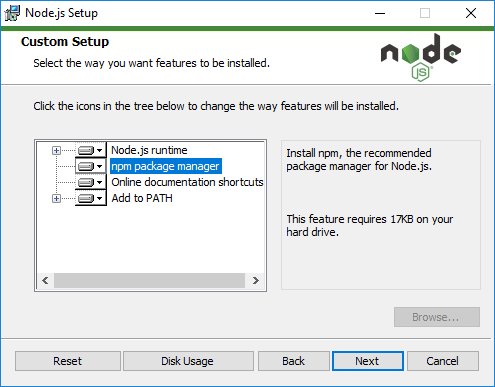 Node.js Setup
Custom Setup
Select the way you want features to be installed.
node
JS
Click the icons in the tree below to change the way features will be installed.
Node.js runtime
npm package manager
Online documentation shortcuts
Add to PATH
Install npm, the recommended
package manager for Node.js.
This feature requires 17KB on your
hard drive.
Browse...
Reset
Disk Usage
Back
Next
Cancel